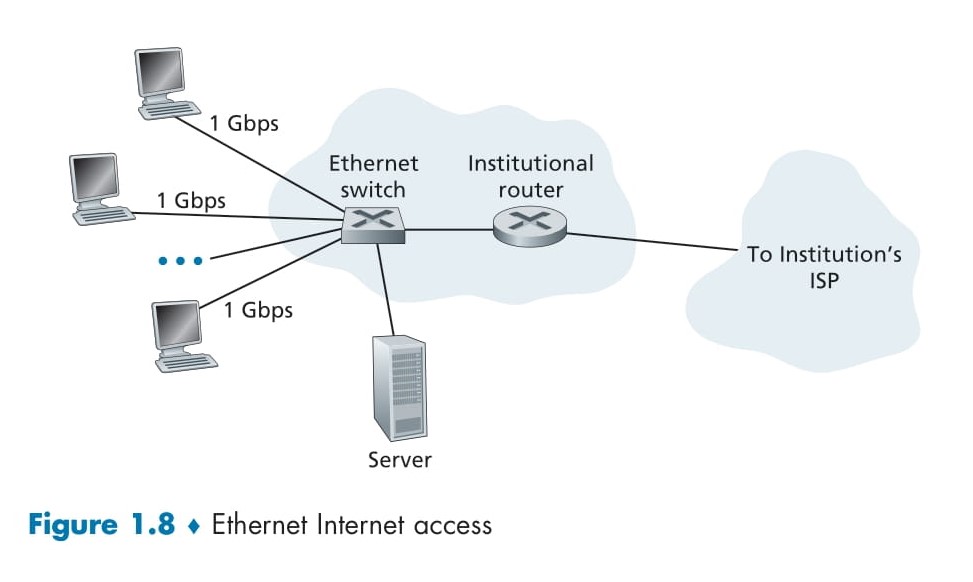 1 Gbps
Ethernet
switch
Institutional
router
1 Gbps
To Institution's
ISP
1 Gbps
Server
Figure 1.8 ♦ Ethernet Internet access